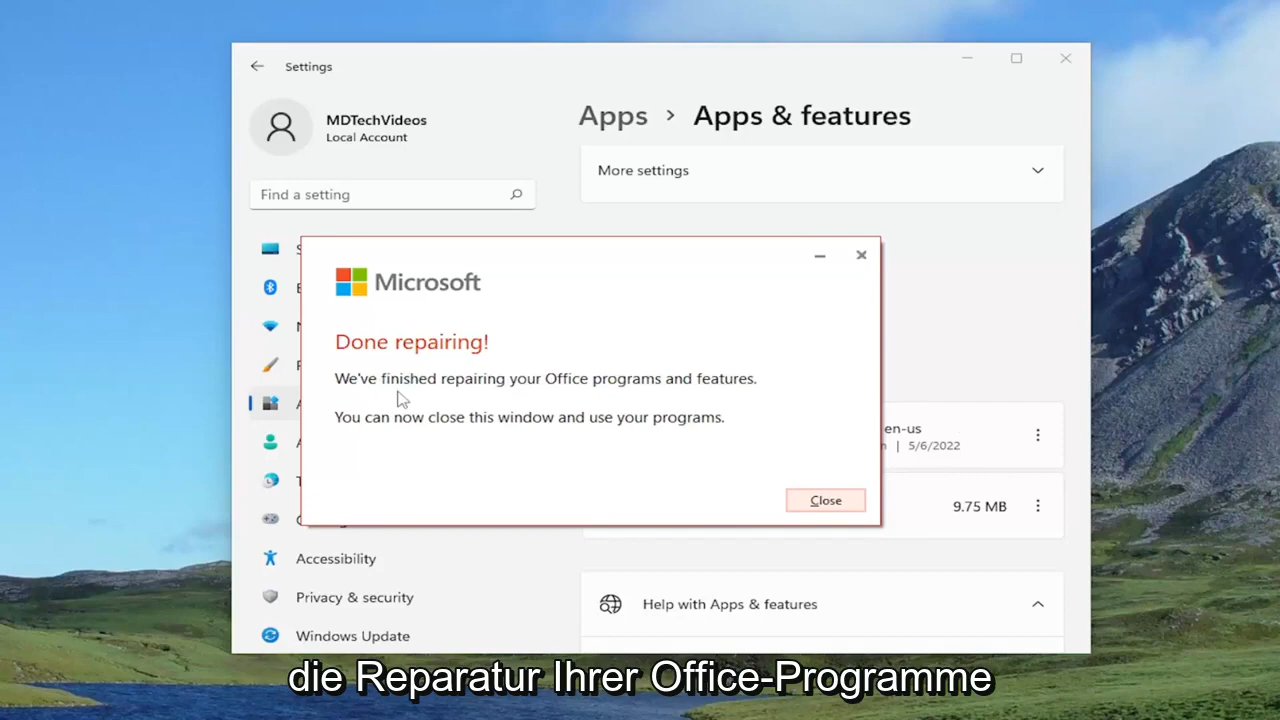 Settings
MDTechVideos
Local Account
Apps > Apps & features
More settings
Find a setting
Microsoft
Done repairing!
We've finished repairing your Office programs and features.
You can now close this window and use your programs.
en-us
| 5/6/2022
Close
9.75 MB
Accessibility
Privacy & security
Help with Apps & features
Windows Update
die Reparatur Ihrer Office-Programme